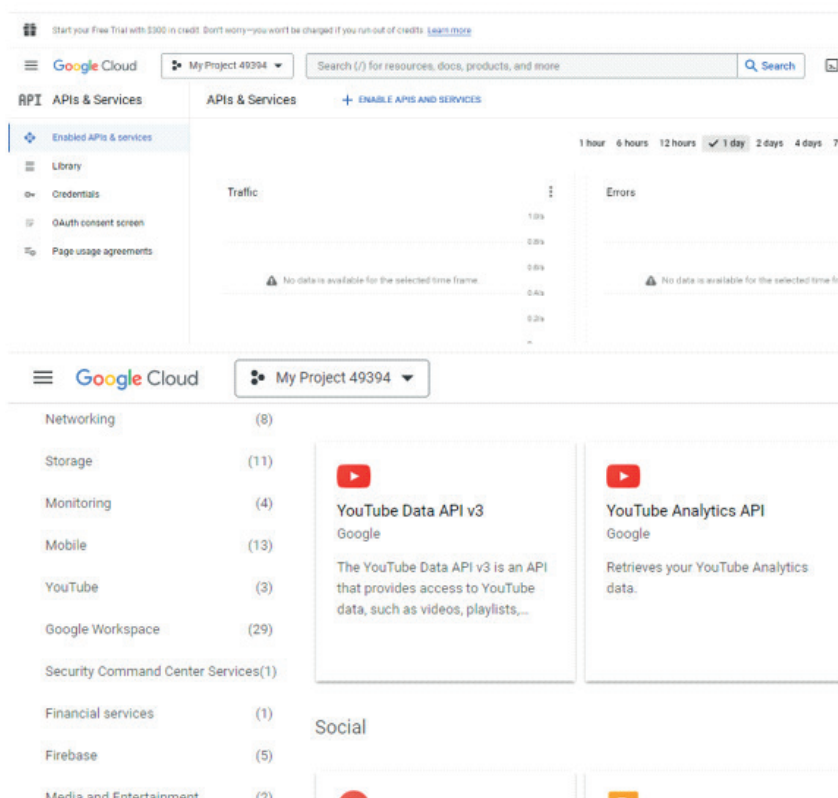 Start your Free Trial with $300 in credit. Don't worry—you won't be charged if you run out of credits. Learn more
Google Cloud
My Project 49394
Search (/) for resources, docs, products, and more
Search
API APIs & Services
APIs & Services
+ ENABLE APIS AND SERVICES
Enabled APIs & services
Library
Credentials
OAuth consent screen
Page usage agreements
1 hour 6 hours 12 hours ✓ 1 day 2 days 4 days 7
Traffic
1.0/s
0.8/s
0.6/s
No data is available for the selected time frame.
0.4/s
0.2/s
Errors
No data is available for the selected time fr
Google Cloud
My Project 49394
Networking (8)
Storage (11)
Monitoring (4)
Mobile (13)
YouTube (3)
Google Workspace (29)
Security Command Center Services(1)
Financial services (1)
Firebase (5)
Media and Entertainment (2)
YouTube Data API v3
Google
The YouTube Data API v3 is an API
that provides access to YouTube
data, such as videos, playlists,...
YouTube Analytics API
Google
Retrieves your YouTube Analytics
data.
Social